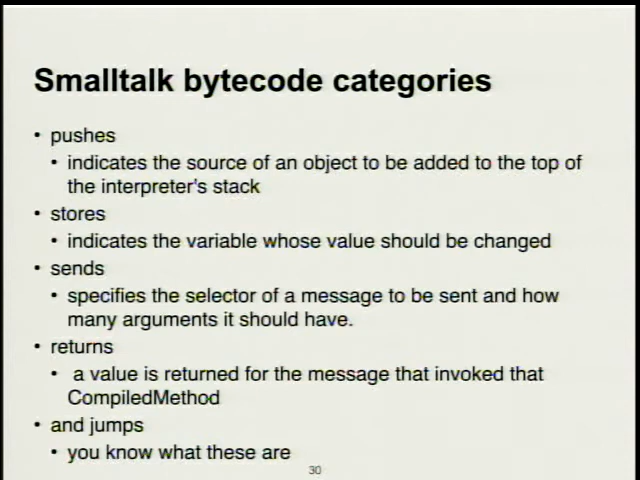 Smalltalk bytecode categories
• pushes
• indicates the source of an object to be added to the top of
the interpreter's stack
• stores
• indicates the variable whose value should be changed
• sends
• specifies the selector of a message to be sent and how
many arguments it should have.
• returns
• a value is returned for the message that invoked that
CompiledMethod
• and jumps
• you know what these are
30